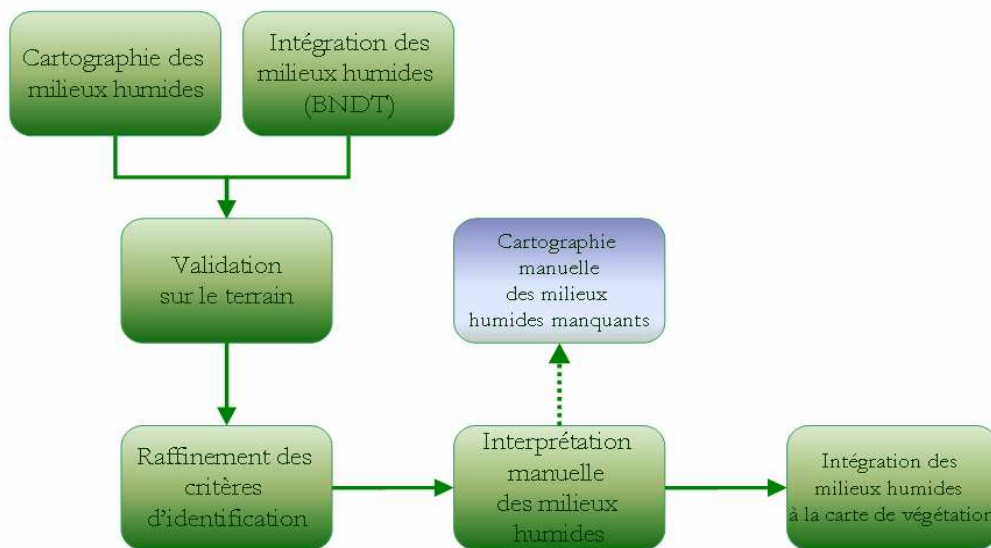 Cartographie des
milieux humides
Intégration des
milieux humides
(BNDT)
Validation
sur le terrain
Cartographie
manuelle
des milieux
humides manquants
Raffinement des
critères
d'identification
Interprétation
manuelle
des milieux
humides
Intégration des
milieux humides
à la carte de végétation